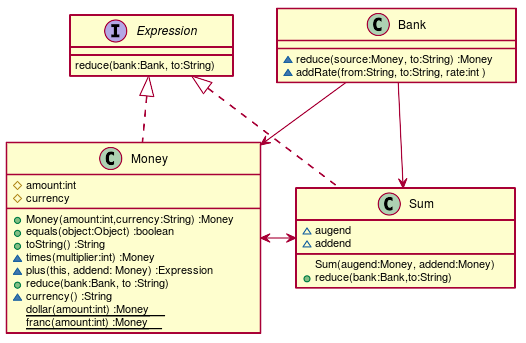 I Expression
reduce(bank:Bank, to:String)
C Bank
reduce(source:Money, to:String) :Money
addRate(from:String, to:String, rate:int )
C Money
amount:int
currency
Money(amount:int,currency:String) :Money
equals(object:Object) :boolean
toString() :String
times(multiplier:int) :Money
plus(this, addend: Money) :Expression
reduce(bank:Bank, to :String)
currency() :String
dollar(amount:int) :Money
franc(amount:int) :Money
C Sum
augend
addend
Sum(augend:Money, addend:Money)
reduce(bank:Bank,to:String)